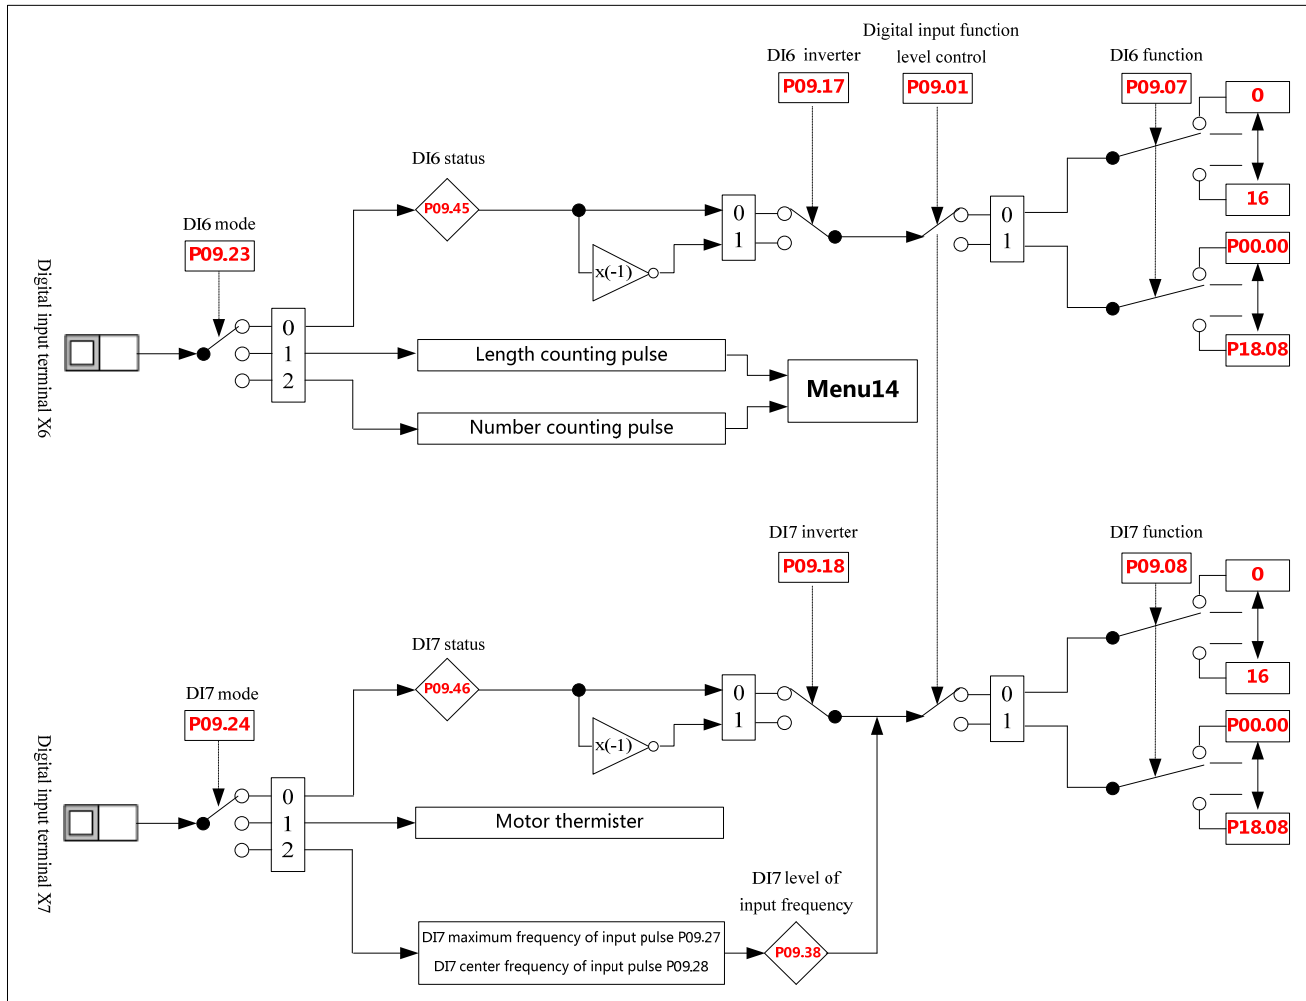 Digital input function
level control
DI6 inverter
DI6 function
P09.17
P09.01
P09.07
0
16
DI6 status
P09.45
0
1
x(-1)
0
1
P00.00
P18.08
DI6 mode
P09.23
Digital input terminal X6
0
1
2
Length counting pulse
Number counting pulse
Menu14
DI7 inverter
P09.18
DI7 function
P09.08
0
16
DI7 status
P09.46
0
1
x(-1)
0
1
P00.00
P18.08
DI7 mode
P09.24
Digital input terminal X7
0
1
2
Motor thermister
DI7 level of
input frequency
DI7 maximum frequency of input pulse P09.27
DI7 center frequency of input pulse P09.28
P09.38